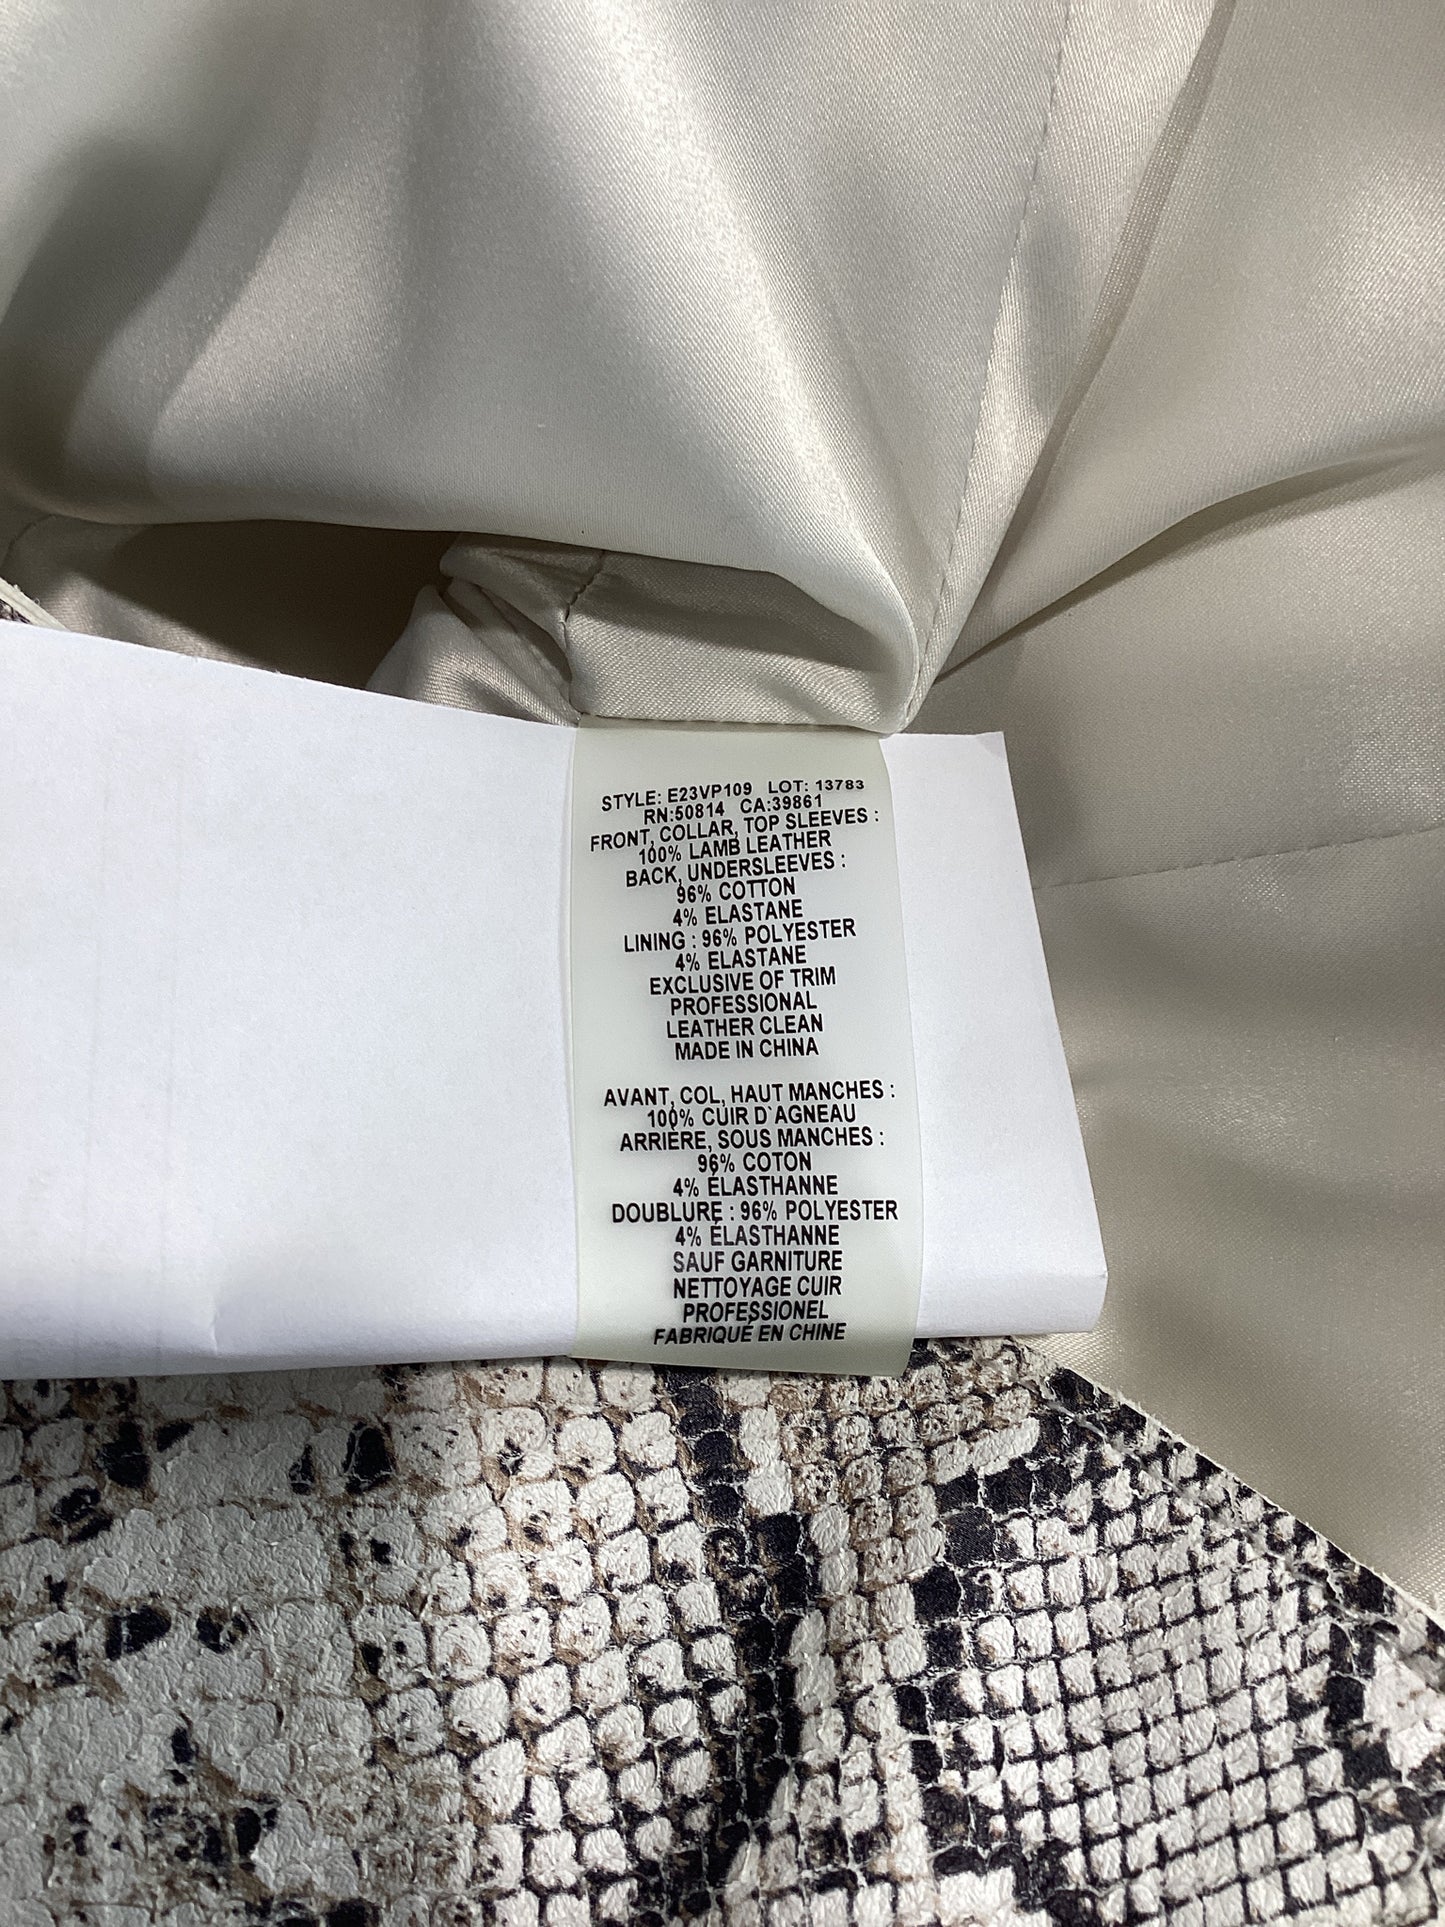 STYLE: E23VP109 LOT: 13783
RN:50814 CA:39861
FRONT, COLLAR, TOP SLEEVES :
100% LAMB LEATHER
BACK, UNDERSLEEVES :
96% COTTON
4% ELASTANE
LINING : 96% POLYESTER
4% ELASTANE
EXCLUSIVE OF TRIM
PROFESSIONAL
LEATHER CLEAN
MADE IN CHINA
AVANT, COL, HAUT MANCHES :
100% CUIR D`AGNEAU
ARRIÈRE, SOUS MANCHES :
96% COTON
4% ÉLASTHANNE
DOUBLURE : 96% POLYESTER
4% ÉLASTHANNE
SAUF GARNITURE
NETTOYAGE CUIR
PROFESSIONEL
FABRIQUÉ EN CHINE